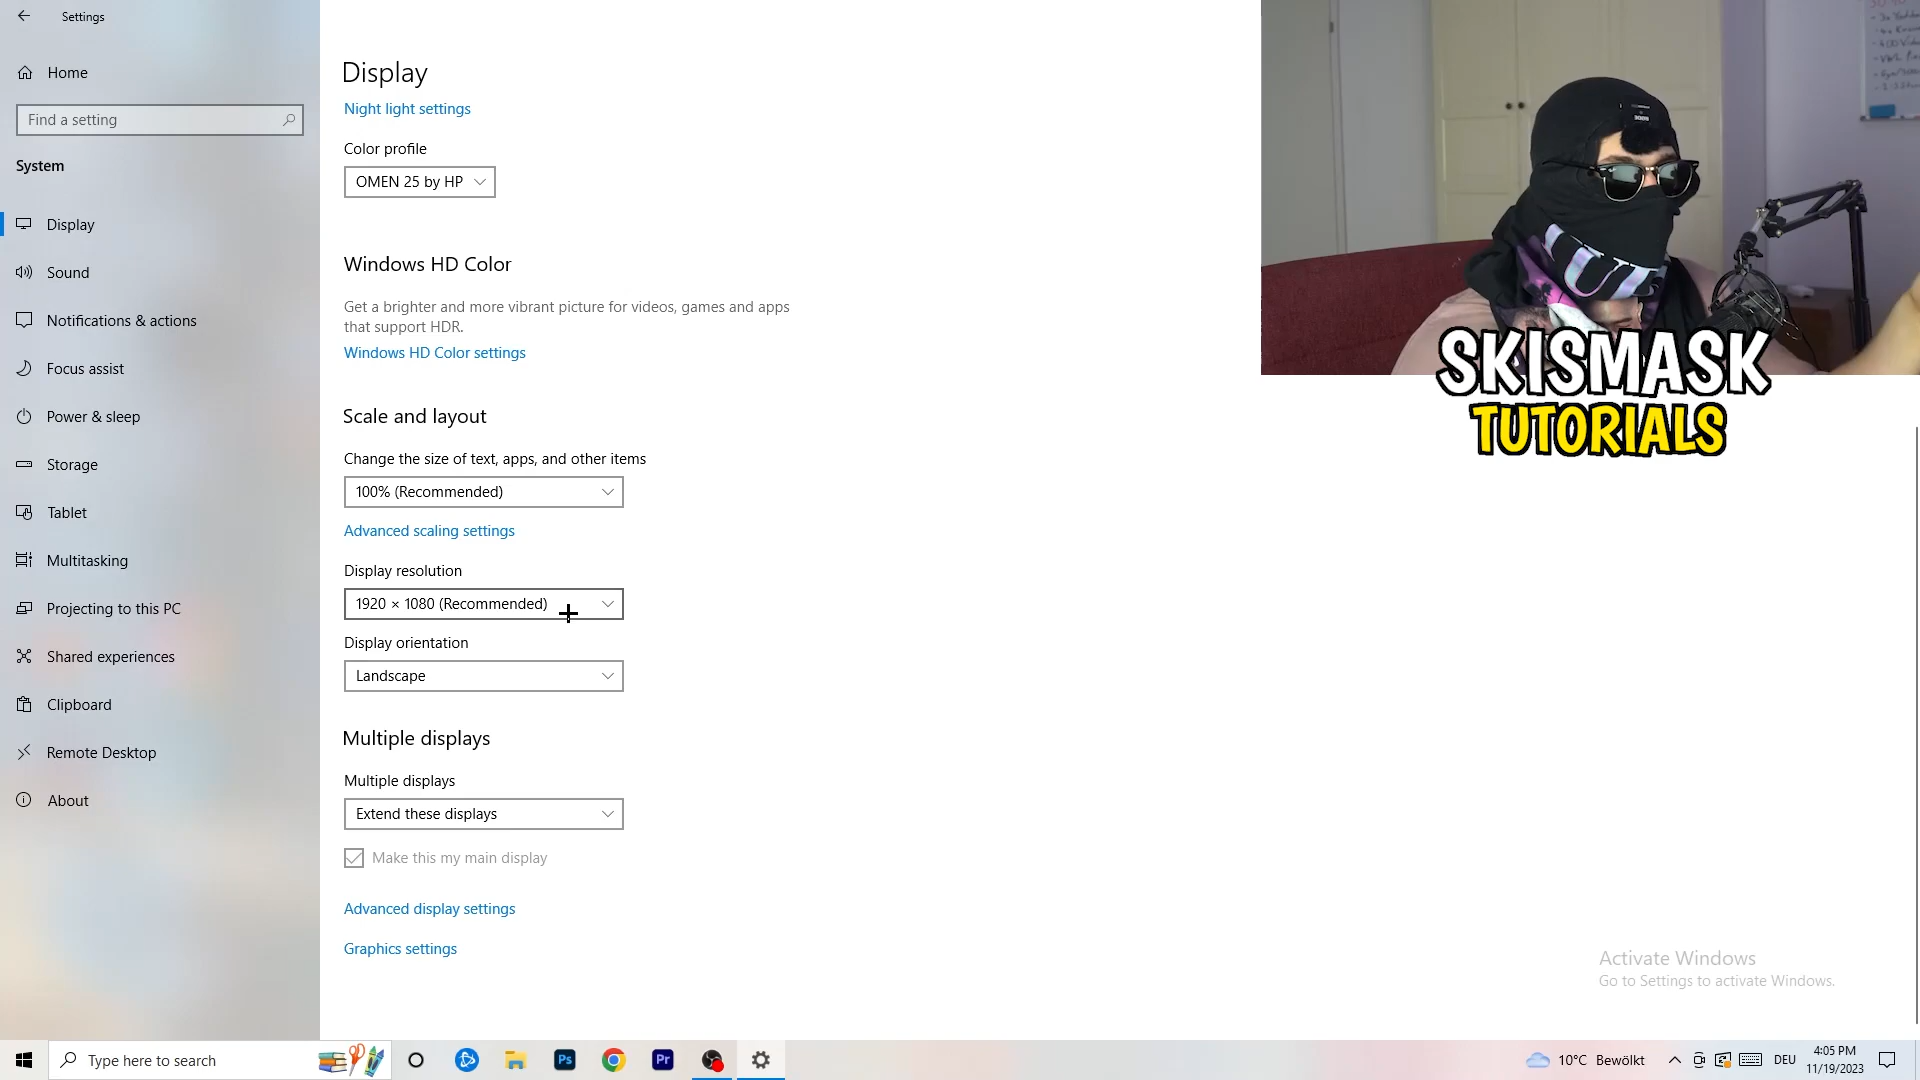 Settings
Home
Find a setting
System
Display
Sound
Notifications & actions
Focus assist
Power & sleep
Storage
Tablet
Multitasking
Projecting to this PC
Shared experiences
Clipboard
Remote Desktop
About
Display
Night light settings
Color profile
OMEN 25 by HP
Windows HD Color
Get a brighter and more vibrant picture for videos, games and apps
that support HDR.
Windows HD Color settings
Scale and layout
Change the size of text, apps, and other items
100% (Recommended)
Advanced scaling settings
Display resolution
1920 × 1080 (Recommended)
Display orientation
Landscape
Multiple displays
Multiple displays
Extend these displays
Make this my main display
Advanced display settings
Graphics settings
SKISMASK
TUTORIALS
Activate Windows
Go to Settings to activate Windows.
Type here to search
Ps
Pr
10°C Bewölkt
DEU
4:05 PM
11/19/2023